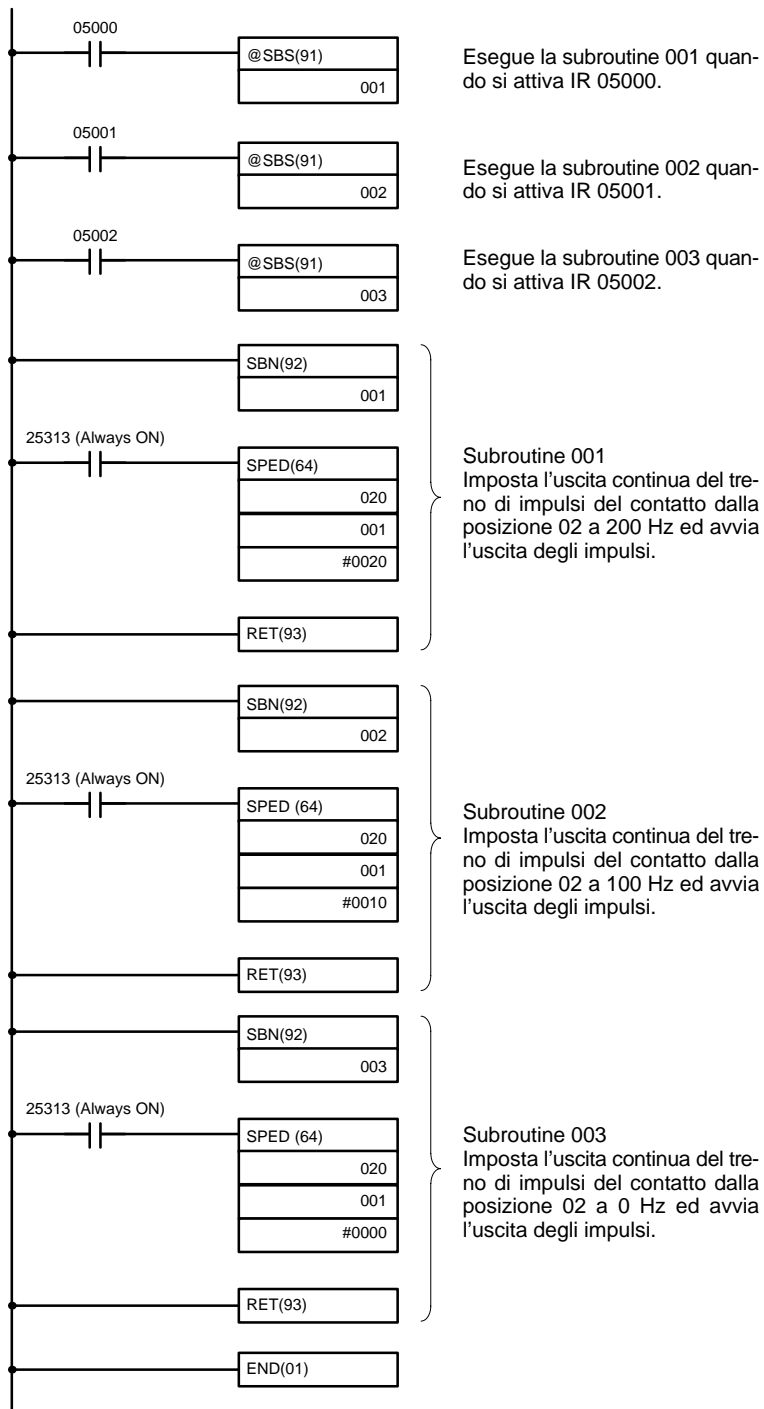 05000
@SBS(91)
001
Esegue la subroutine 001 quan-
do si attiva IR 05000.
05001
@SBS(91)
002
Esegue la subroutine 002 quan-
do si attiva IR 05001.
05002
@SBS(91)
003
Esegue la subroutine 003 quan-
do si attiva IR 05002.
SBN(92)
001
25313 (Always ON)
SPED(64)
020
001
#0020
RET(93)
Subroutine 001
Imposta l’uscita continua del tre-
no di impulsi del contatto dalla
posizione 02 a 200 Hz ed avvia
l’uscita degli impulsi.
SBN(92)
002
25313 (Always ON)
SPED (64)
020
001
#0010
RET(93)
Subroutine 002
Imposta l’uscita continua del tre-
no di impulsi del contatto dalla
posizione 02 a 100 Hz ed avvia
l’uscita degli impulsi.
SBN(92)
003
25313 (Always ON)
SPED (64)
020
001
#0000
RET(93)
Subroutine 003
Imposta l’uscita continua del tre-
no di impulsi del contatto dalla
posizione 02 a 0 Hz ed avvia
l’uscita degli impulsi.
END(01)